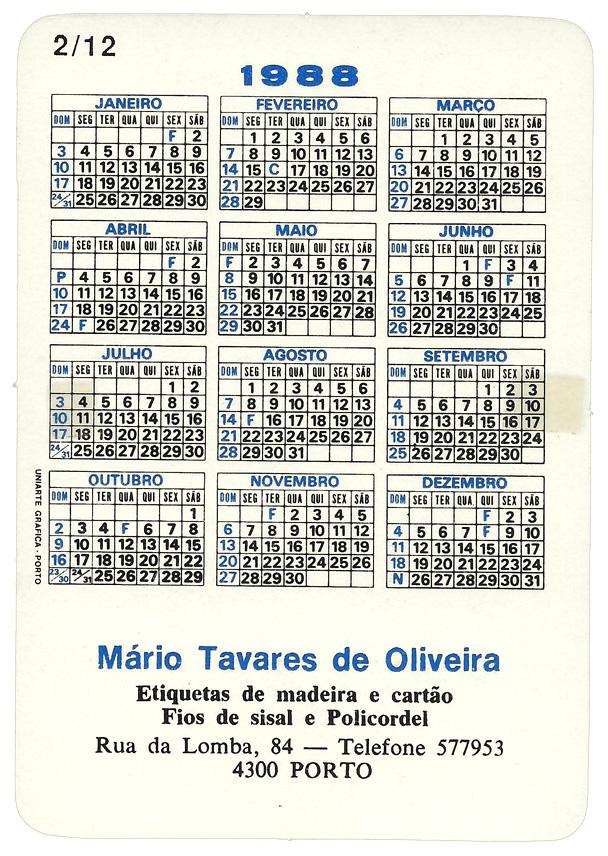 2/12
1988
JANEIRO
DOM SEG TER QUA QUI SEX SÁB
F 2
3 4 5 6 7 8 9
10 11 12 13 14 15 16
17 18 19 20 21 22 23
24/31 25 26 27 28 29 30
FEVEREIRO
DOM SEG TER QUA QUI SEX SÁB
1 2 3 4 5 6
7 8 9 10 11 12 13
14 15 C 17 18 19 20
21 22 23 24 25 26 27
28 29
MARÇO
DOM SEG TER QUA QUI SEX SÁB
1 2 3 4 5
6 7 8 9 10 11 12
13 14 15 16 17 18 19
20 21 22 23 24 25 26
27 28 29 30 31
ABRIL
DOM SEG TER QUA QUI SEX SÁB
F 2
P 4 5 6 7 8 9
10 11 12 13 14 15 16
17 18 19 20 21 22 23
24 F 26 27 28 29 30
MAIO
DOM SEG TER QUA QUI SEX SÁB
F 2 3 4 5 6 7
8 9 10 11 12 13 14
15 16 17 18 19 20 21
22 23 24 25 26 27 28
29 30 31
JUNHO
DOM SEG TER QUA QUI SEX SÁB
1 F 3 4
5 6 7 8 9 F 11
12 13 14 15 16 17 18
19 20 21 22 23 24 25
26 27 28 29 30
JULHO
DOM SEG TER QUA QUI SEX SÁB
1 2
3 4 5 6 7 8 9
10 11 12 13 14 15 16
17 18 19 20 21 22 23
24/31 25 26 27 28 29 30
AGOSTO
DOM SEG TER QUA QUI SEX SÁB
1 2 3 4 5 6
7 8 9 10 11 12 13
14 F 16 17 18 19 20
21 22 23 24 25 26 27
28 29 30 31
SETEMBRO
DOM SEG TER QUA QUI SEX SÁB
1 2 3
4 5 6 7 8 9 10
11 12 13 14 15 16 17
18 19 20 21 22 23 24
25 26 27 28 29 30
OUTUBRO
DOM SEG TER QUA QUI SEX SÁB
1
2 3 4 F 6 7 8
9 10 11 12 13 14 15
16 17 18 19 20 21 22
23/30 24/31 25 26 27 28 29
NOVEMBRO
DOM SEG TER QUA QUI SEX SÁB
F 2 3 4 5
6 7 8 9 10 11 12
13 14 15 16 17 18 19
20 21 22 23 24 25 26
27 28 29 30
DEZEMBRO
DOM SEG TER QUA QUI SEX SÁB
F 2 3
4 5 6 7 F 9 10
11 12 13 14 15 16 17
18 19 20 21 22 23 24
N 26 27 28 29 30 31
UNIARTE GRAFICA - PORTO
Mário Tavares de Oliveira
Etiquetas de madeira e cartão
Fios de sisal e Policordel
Rua da Lomba, 84 — Telefone 577953
4300 PORTO